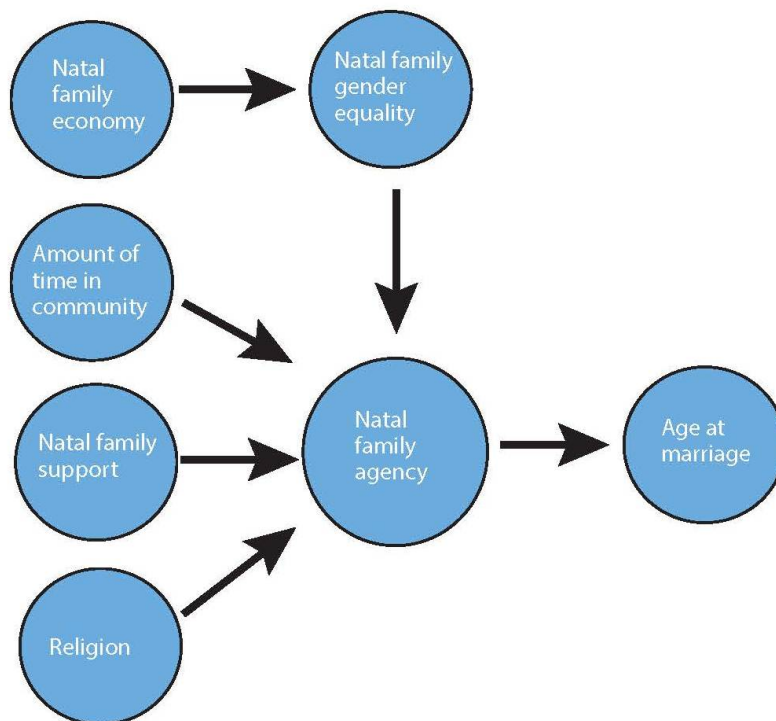 Natal
family
economy
Natal family
gender
equality
Amount of
time in
community
Natal family
support
Natal
family
agency
Age at
marriage
Religion